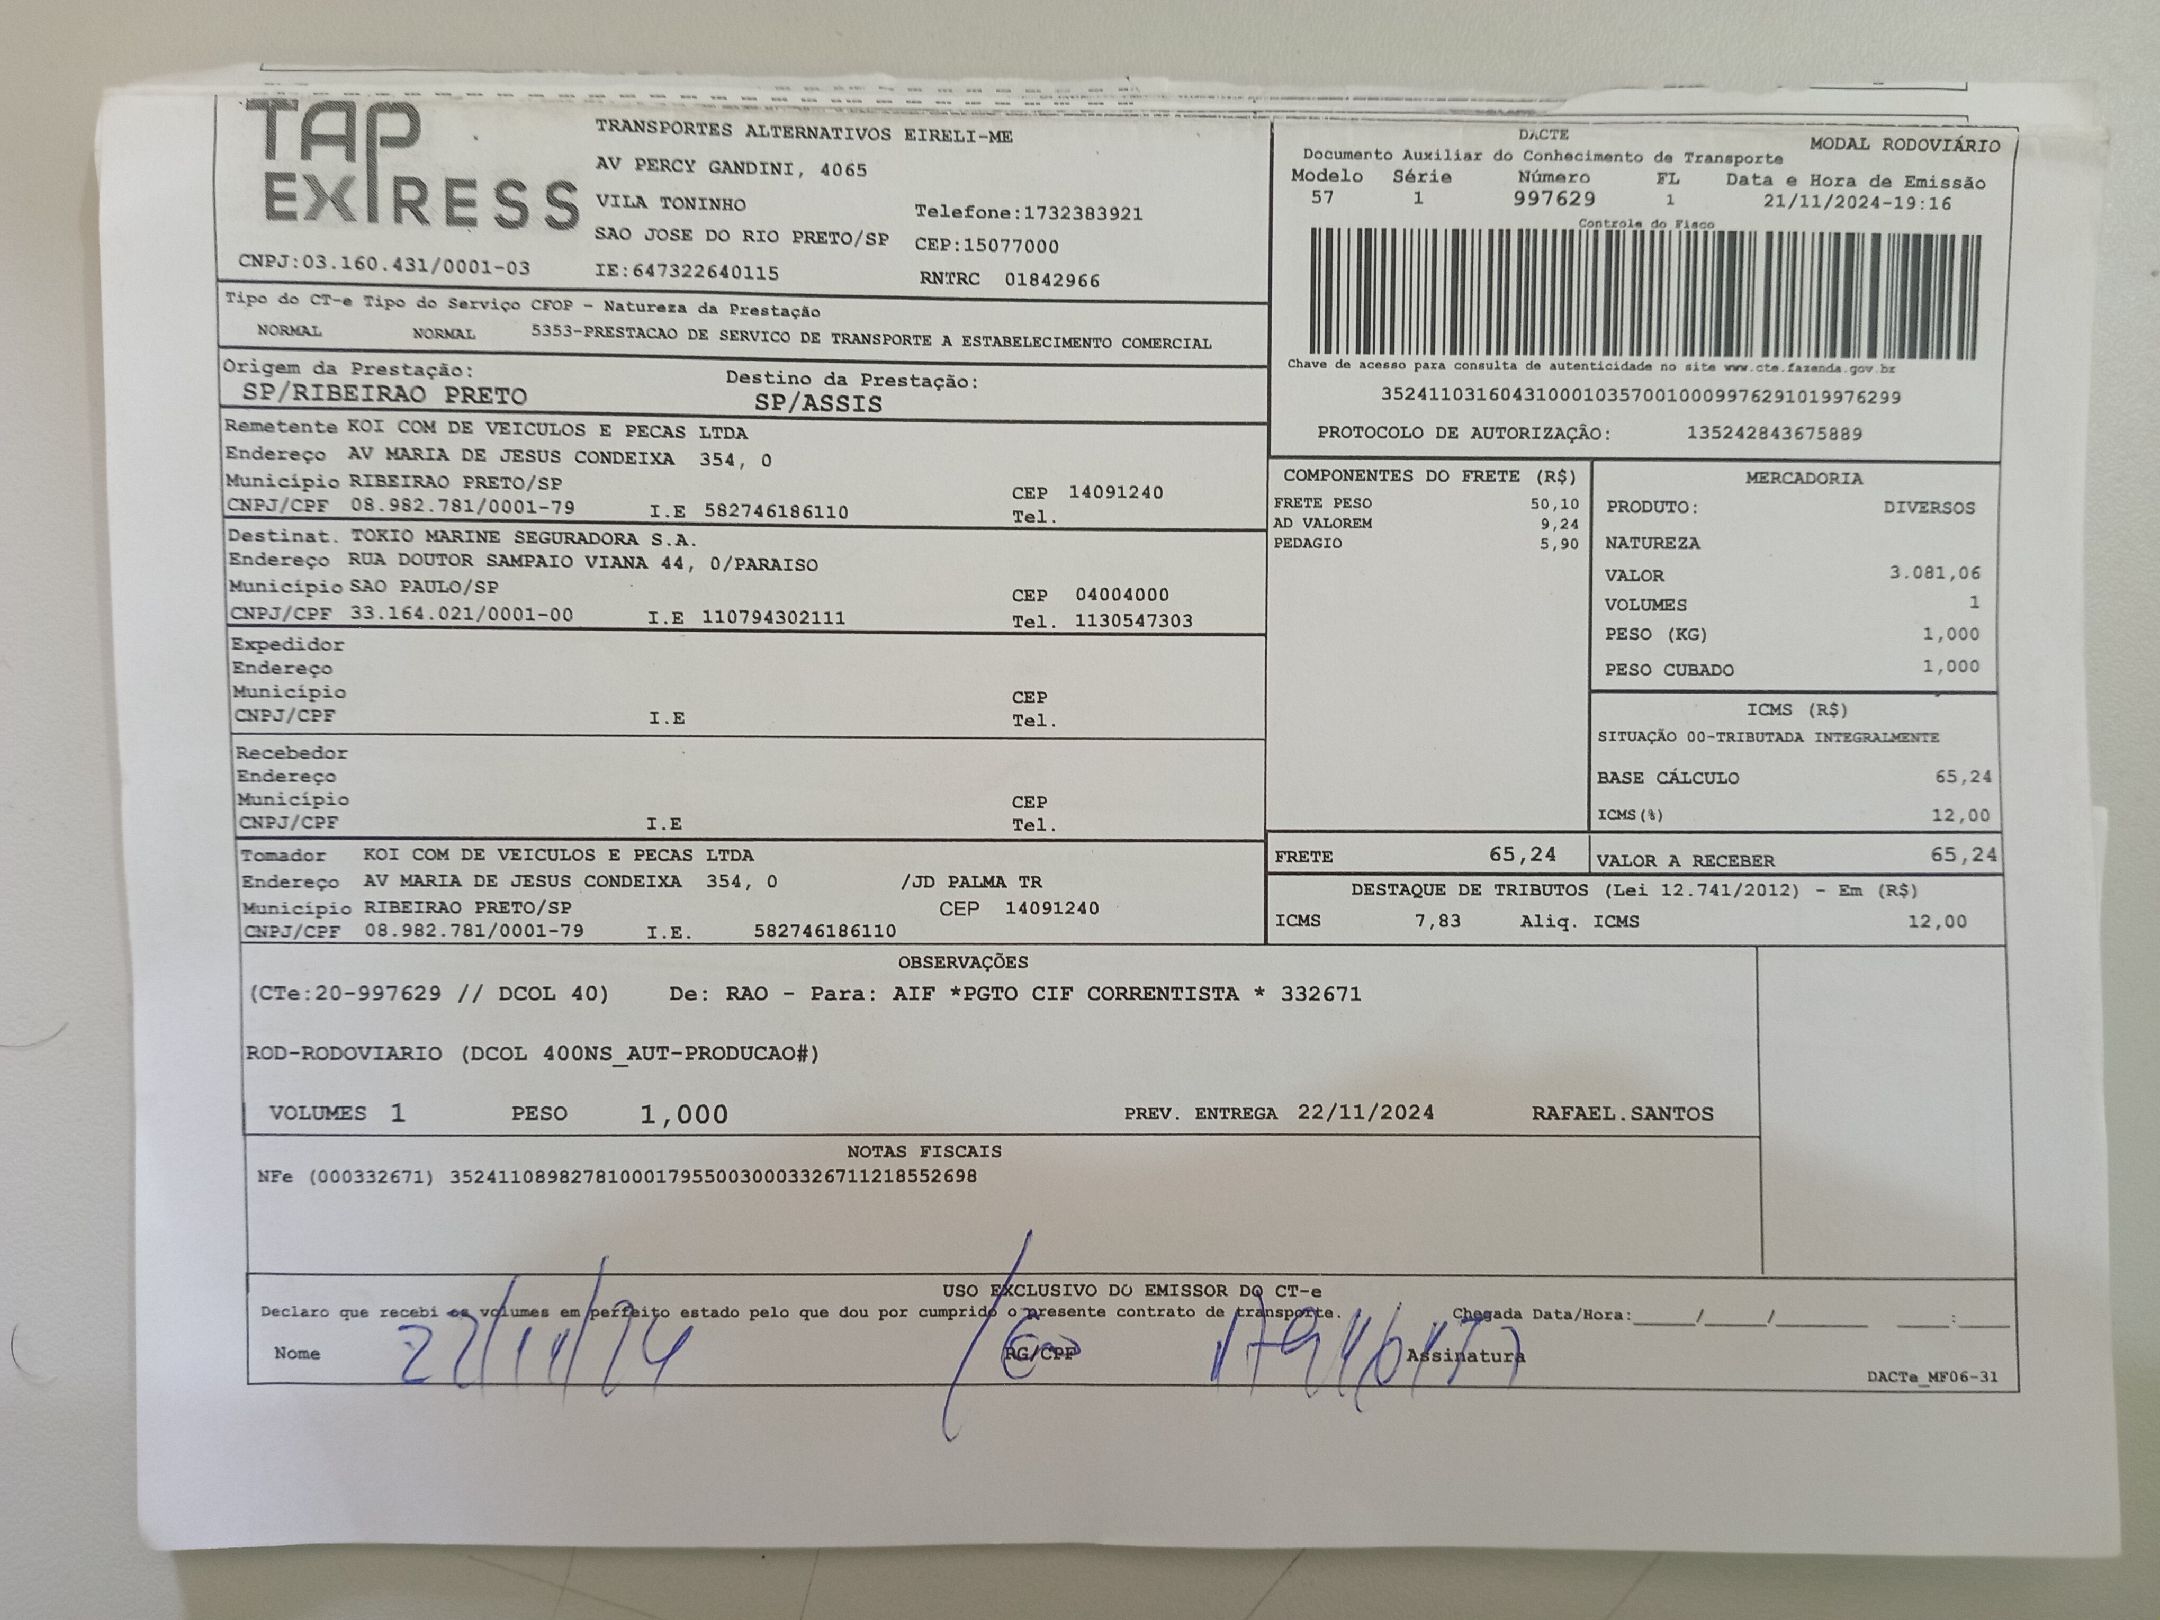 TAP EXPRESS
TRANSPORTES ALTERNATIVOS EIRELI-ME
AV PERCY GANDINI, 4065
VILA TONINHO
Telefone:1732383921
SAO JOSE DO RIO PRETO/SP CEP:15077000
CNPJ:03.160.431/0001-03 IE:647322640115 RNTRC 01842966
DACTE MODAL RODOVIÁRIO
Documento Auxiliar do Conhecimento de Transporte
Modelo Série Número FL Data e Hora de Emissão
57 1 997629 1 21/11/2024-19:16
Controle do Fisco
Chave de acesso para consulta de autenticidade no site www.cte.fazenda.gov.br
35241103160431000103570010009976291019976299
PROTOCOLO DE AUTORIZAÇÃO: 135242843675889
Tipo do CT-e Tipo do Serviço CFOP - Natureza da Prestação
NORMAL NORMAL 5353-PRESTACAO DE SERVICO DE TRANSPORTE A ESTABELECIMENTO COMERCIAL
Origem da Prestação: Destino da Prestação:
SP/RIBEIRAO PRETO SP/ASSIS
Remetente KOI COM DE VEICULOS E PECAS LTDA
Endereço AV MARIA DE JESUS CONDEIXA 354, 0
Município RIBEIRAO PRETO/SP CEP 14091240
CNPJ/CPF 08.982.781/0001-79 I.E 582746186110 Tel.
Destinat. TOKIO MARINE SEGURADORA S.A.
Endereço RUA DOUTOR SAMPAIO VIANA 44, 0/PARAISO
Município SAO PAULO/SP CEP 04004000
CNPJ/CPF 33.164.021/0001-00 I.E 110794302111 Tel. 1130547303
Expedidor
Endereço
Município CEP
CNPJ/CPF I.E Tel.
Recebedor
Endereço
Município CEP
CNPJ/CPF I.E Tel.
Tomador KOI COM DE VEICULOS E PECAS LTDA
Endereço AV MARIA DE JESUS CONDEIXA 354, 0 /JD PALMA TR
Município RIBEIRAO PRETO/SP CEP 14091240
CNPJ/CPF 08.982.781/0001-79 I.E. 582746186110
COMPONENTES DO FRETE (R$)
FRETE PESO 50,10
AD VALOREM 9,24
PEDAGIO 5,90
MERCADORIA
PRODUTO: DIVERSOS
NATUREZA
VALOR 3.081,06
VOLUMES 1
PESO (KG) 1,000
PESO CUBADO 1,000
ICMS (R$)
SITUAÇÃO 00-TRIBUTADA INTEGRALMENTE
BASE CÁLCULO 65,24
ICMS(%) 12,00
FRETE 65,24 VALOR A RECEBER 65,24
DESTAQUE DE TRIBUTOS (Lei 12.741/2012) - Em (R$)
ICMS 7,83 Aliq. ICMS 12,00
OBSERVAÇÕES
(CTe:20-997629 // DCOL 40) De: RAO - Para: AIF *PGTO CIF CORRENTISTA * 332671
ROD-RODOVIARIO (DCOL 400NS_AUT-PRODUCAO#)
VOLUMES 1 PESO 1,000 PREV. ENTREGA 22/11/2024 RAFAEL.SANTOS
NOTAS FISCAIS
NFe (000332671) 35241108982781000179550030003326711218552698
USO EXCLUSIVO DO EMISSOR DO CT-e
Declaro que recebi os volumes em perfeito estado pelo que dou por cumprido o presente contrato de transporte. Chegada Data/Hora:_____/_____/_______ ____:____
Nome 22/11/24 RG/CPF Assinatura
DACTe_MF06-31